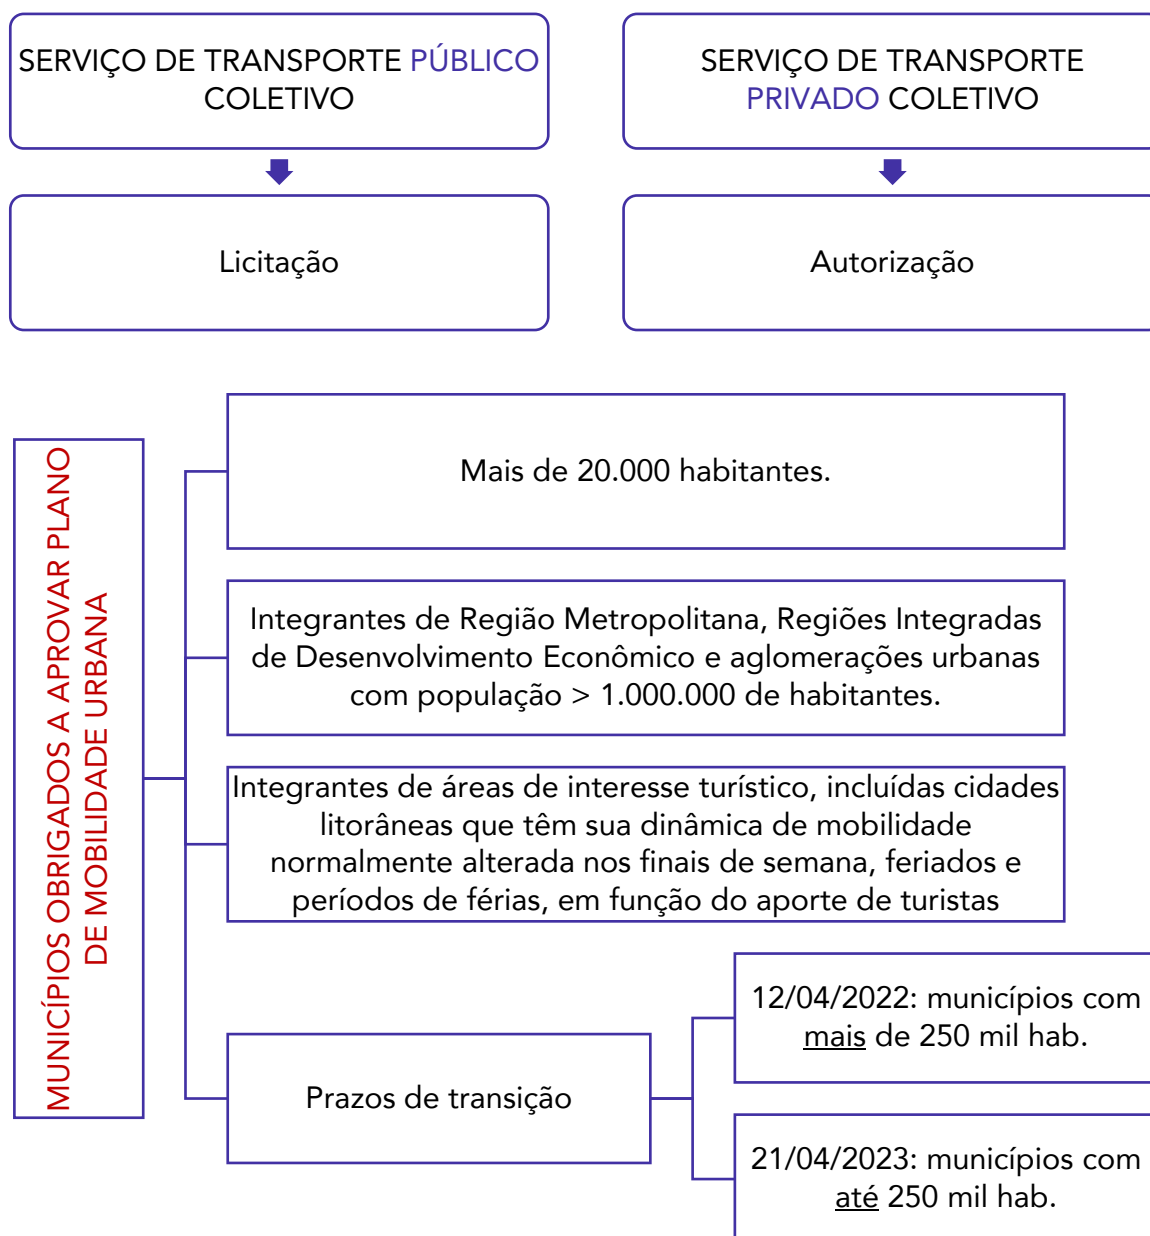 SERVIÇO DE TRANSPORTE PÚBLICO
COLETIVO
SERVIÇO DE TRANSPORTE
PRIVADO COLETIVO
Licitação
Autorização
MUNICÍPIOS OBRIGADOS A APROVAR PLANO
DE MOBILIDADE URBANA
Mais de 20.000 habitantes.
Integrantes de Região Metropolitana, Regiões Integradas
de Desenvolvimento Econômico e aglomerações urbanas
com população > 1.000.000 de habitantes.
Integrantes de áreas de interesse turístico, incluídas cidades
litorâneas que têm sua dinâmica de mobilidade
normalmente alterada nos finais de semana, feriados e
períodos de férias, em função do aporte de turistas
Prazos de transição
12/04/2022: municípios com
mais de 250 mil hab.
21/04/2023: municípios com
até 250 mil hab.